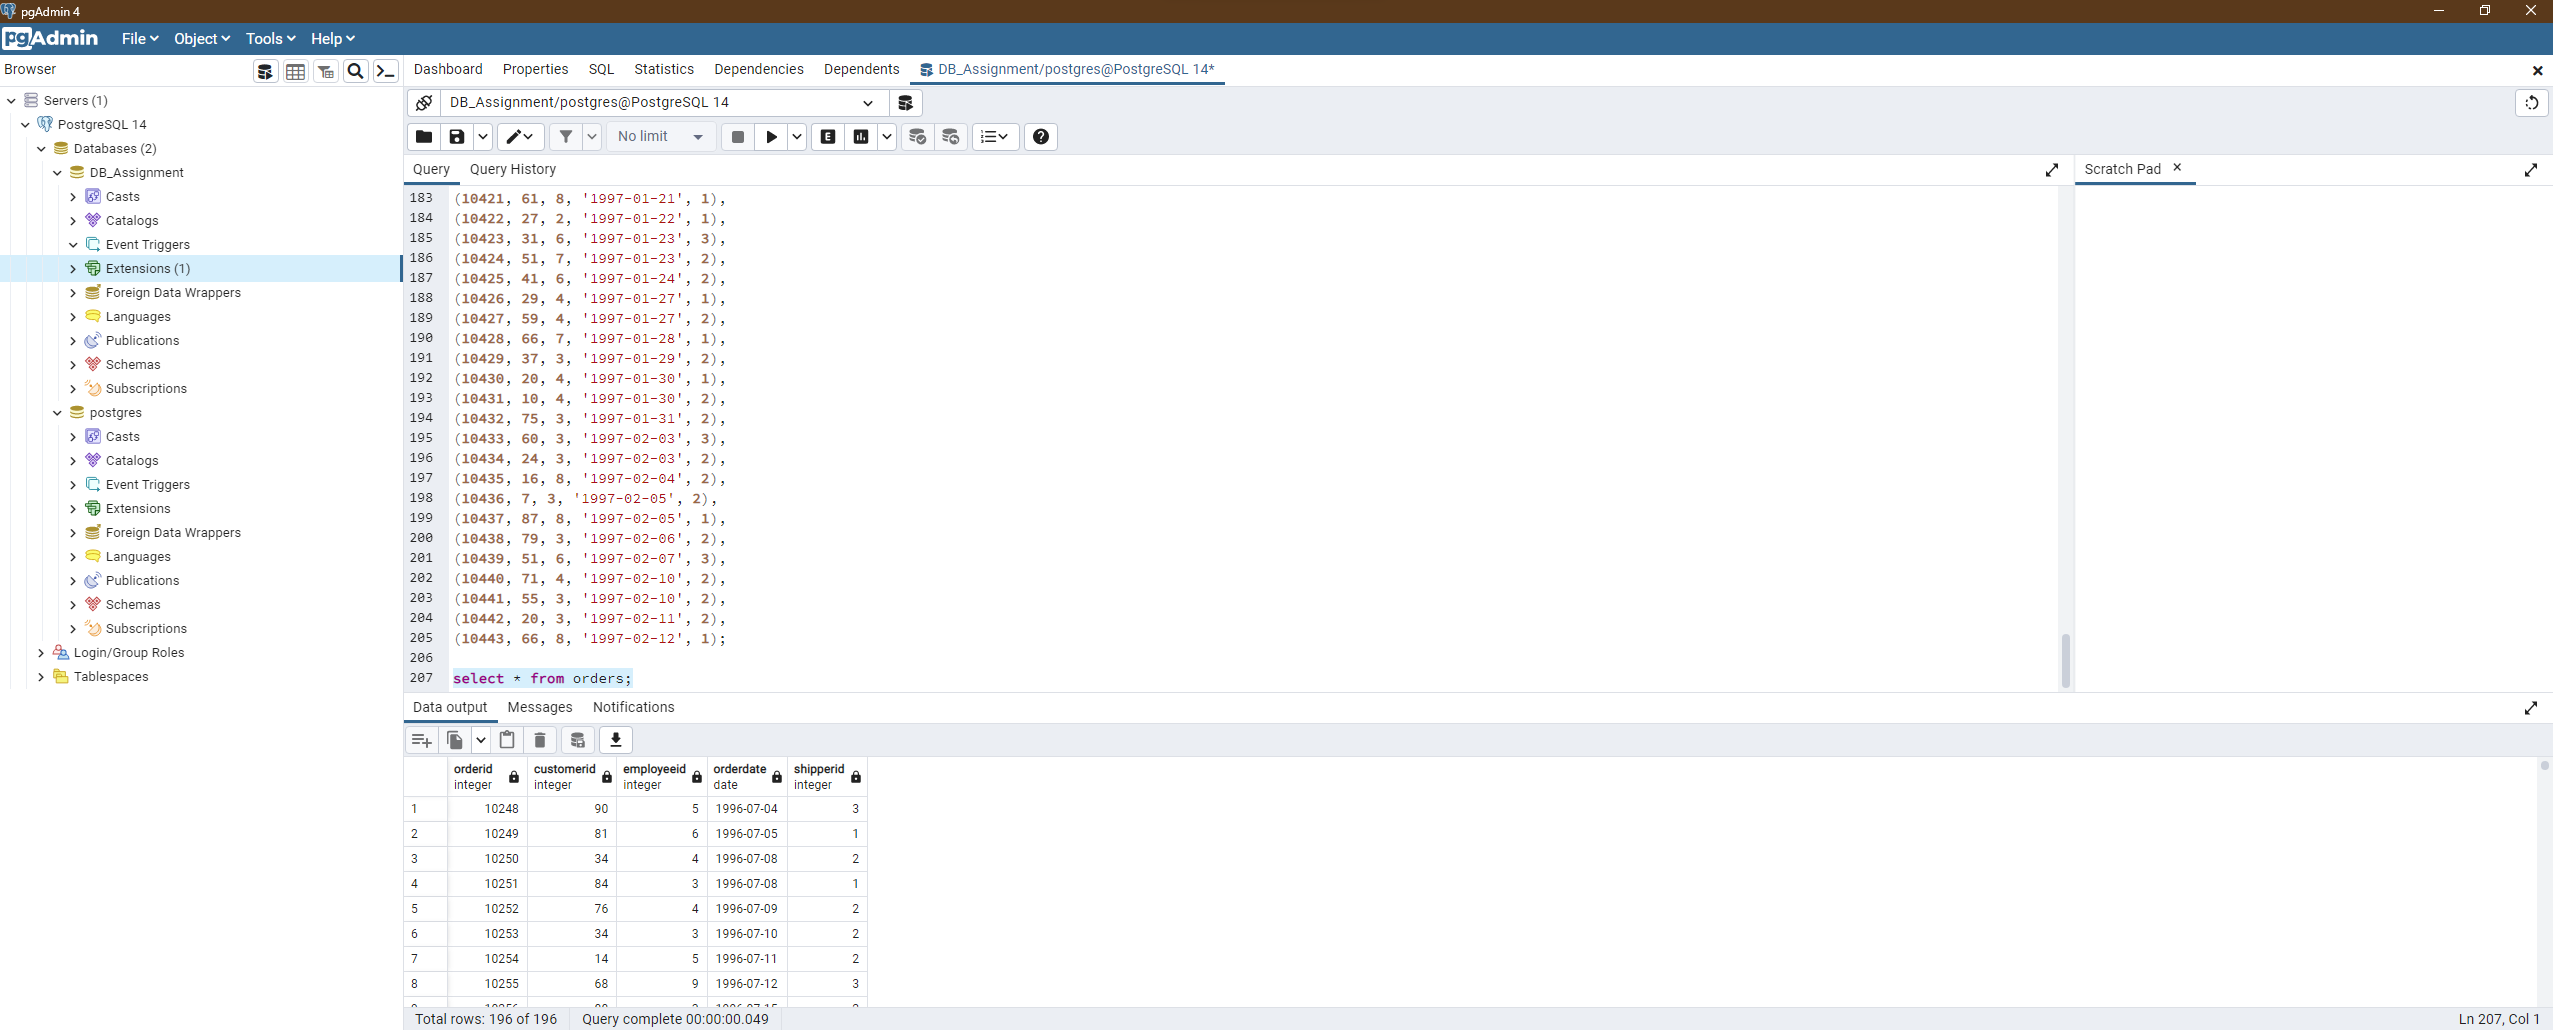 pgAdmin 4
pgAdmin File Object Tools Help
Browser
Dashboard Properties SQL Statistics Dependencies Dependents DB_Assignment/postgres@PostgreSQL 14*
Servers (1)
PostgreSQL 14
Databases (2)
DB_Assignment
Casts
Catalogs
Event Triggers
Extensions (1)
Foreign Data Wrappers
Languages
Publications
Schemas
Subscriptions
postgres
Casts
Catalogs
Event Triggers
Extensions
Foreign Data Wrappers
Languages
Publications
Schemas
Subscriptions
Login/Group Roles
Tablespaces
DB_Assignment/postgres@PostgreSQL 14
No limit
E
Query Query History
Scratch Pad
183 (10421, 61, 8, '1997-01-21', 1),
184 (10422, 27, 2, '1997-01-22', 1),
185 (10423, 31, 6, '1997-01-23', 3),
186 (10424, 51, 7, '1997-01-23', 2),
187 (10425, 41, 6, '1997-01-24', 2),
188 (10426, 29, 4, '1997-01-27', 1),
189 (10427, 59, 4, '1997-01-27', 2),
190 (10428, 66, 7, '1997-01-28', 1),
191 (10429, 37, 3, '1997-01-29', 2),
192 (10430, 20, 4, '1997-01-30', 1),
193 (10431, 10, 4, '1997-01-30', 2),
194 (10432, 75, 3, '1997-01-31', 2),
195 (10433, 60, 3, '1997-02-03', 3),
196 (10434, 24, 3, '1997-02-03', 2),
197 (10435, 16, 8, '1997-02-04', 2),
198 (10436, 7, 3, '1997-02-05', 2),
199 (10437, 87, 8, '1997-02-05', 1),
200 (10438, 79, 3, '1997-02-06', 2),
201 (10439, 51, 6, '1997-02-07', 3),
202 (10440, 71, 4, '1997-02-10', 2),
203 (10441, 55, 3, '1997-02-10', 2),
204 (10442, 20, 3, '1997-02-11', 2),
205 (10443, 66, 8, '1997-02-12', 1);
206
207 select * from orders;
Data output Messages Notifications
orderid customerid employeeid orderdate shipperid
integer integer integer date integer
1 10248 90 5 1996-07-04 3
2 10249 81 6 1996-07-05 1
3 10250 34 4 1996-07-08 2
4 10251 84 3 1996-07-08 1
5 10252 76 4 1996-07-09 2
6 10253 34 3 1996-07-10 2
7 10254 14 5 1996-07-11 2
8 10255 68 9 1996-07-12 3
Total rows: 196 of 196 Query complete 00:00:00.049 Ln 207, Col 1